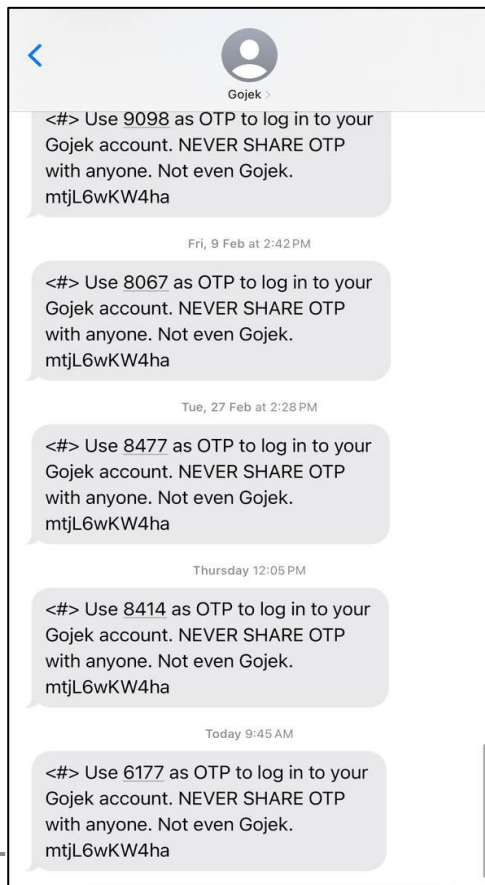 Gojek >
<#> Use 9098 as OTP to log in to your
Gojek account. NEVER SHARE OTP
with anyone. Not even Gojek.
mtjL6wKW4ha
Fri, 9 Feb at 2:42 PM
<#> Use 8067 as OTP to log in to your
Gojek account. NEVER SHARE OTP
with anyone. Not even Gojek.
mtjL6wKW4ha
Tue, 27 Feb at 2:28 PM
<#> Use 8477 as OTP to log in to your
Gojek account. NEVER SHARE OTP
with anyone. Not even Gojek.
mtjL6wKW4ha
Thursday 12:05 PM
<#> Use 8414 as OTP to log in to your
Gojek account. NEVER SHARE OTP
with anyone. Not even Gojek.
mtjL6wKW4ha
Today 9:45 AM
<#> Use 6177 as OTP to log in to your
Gojek account. NEVER SHARE OTP
with anyone. Not even Gojek.
mtjL6wKW4ha